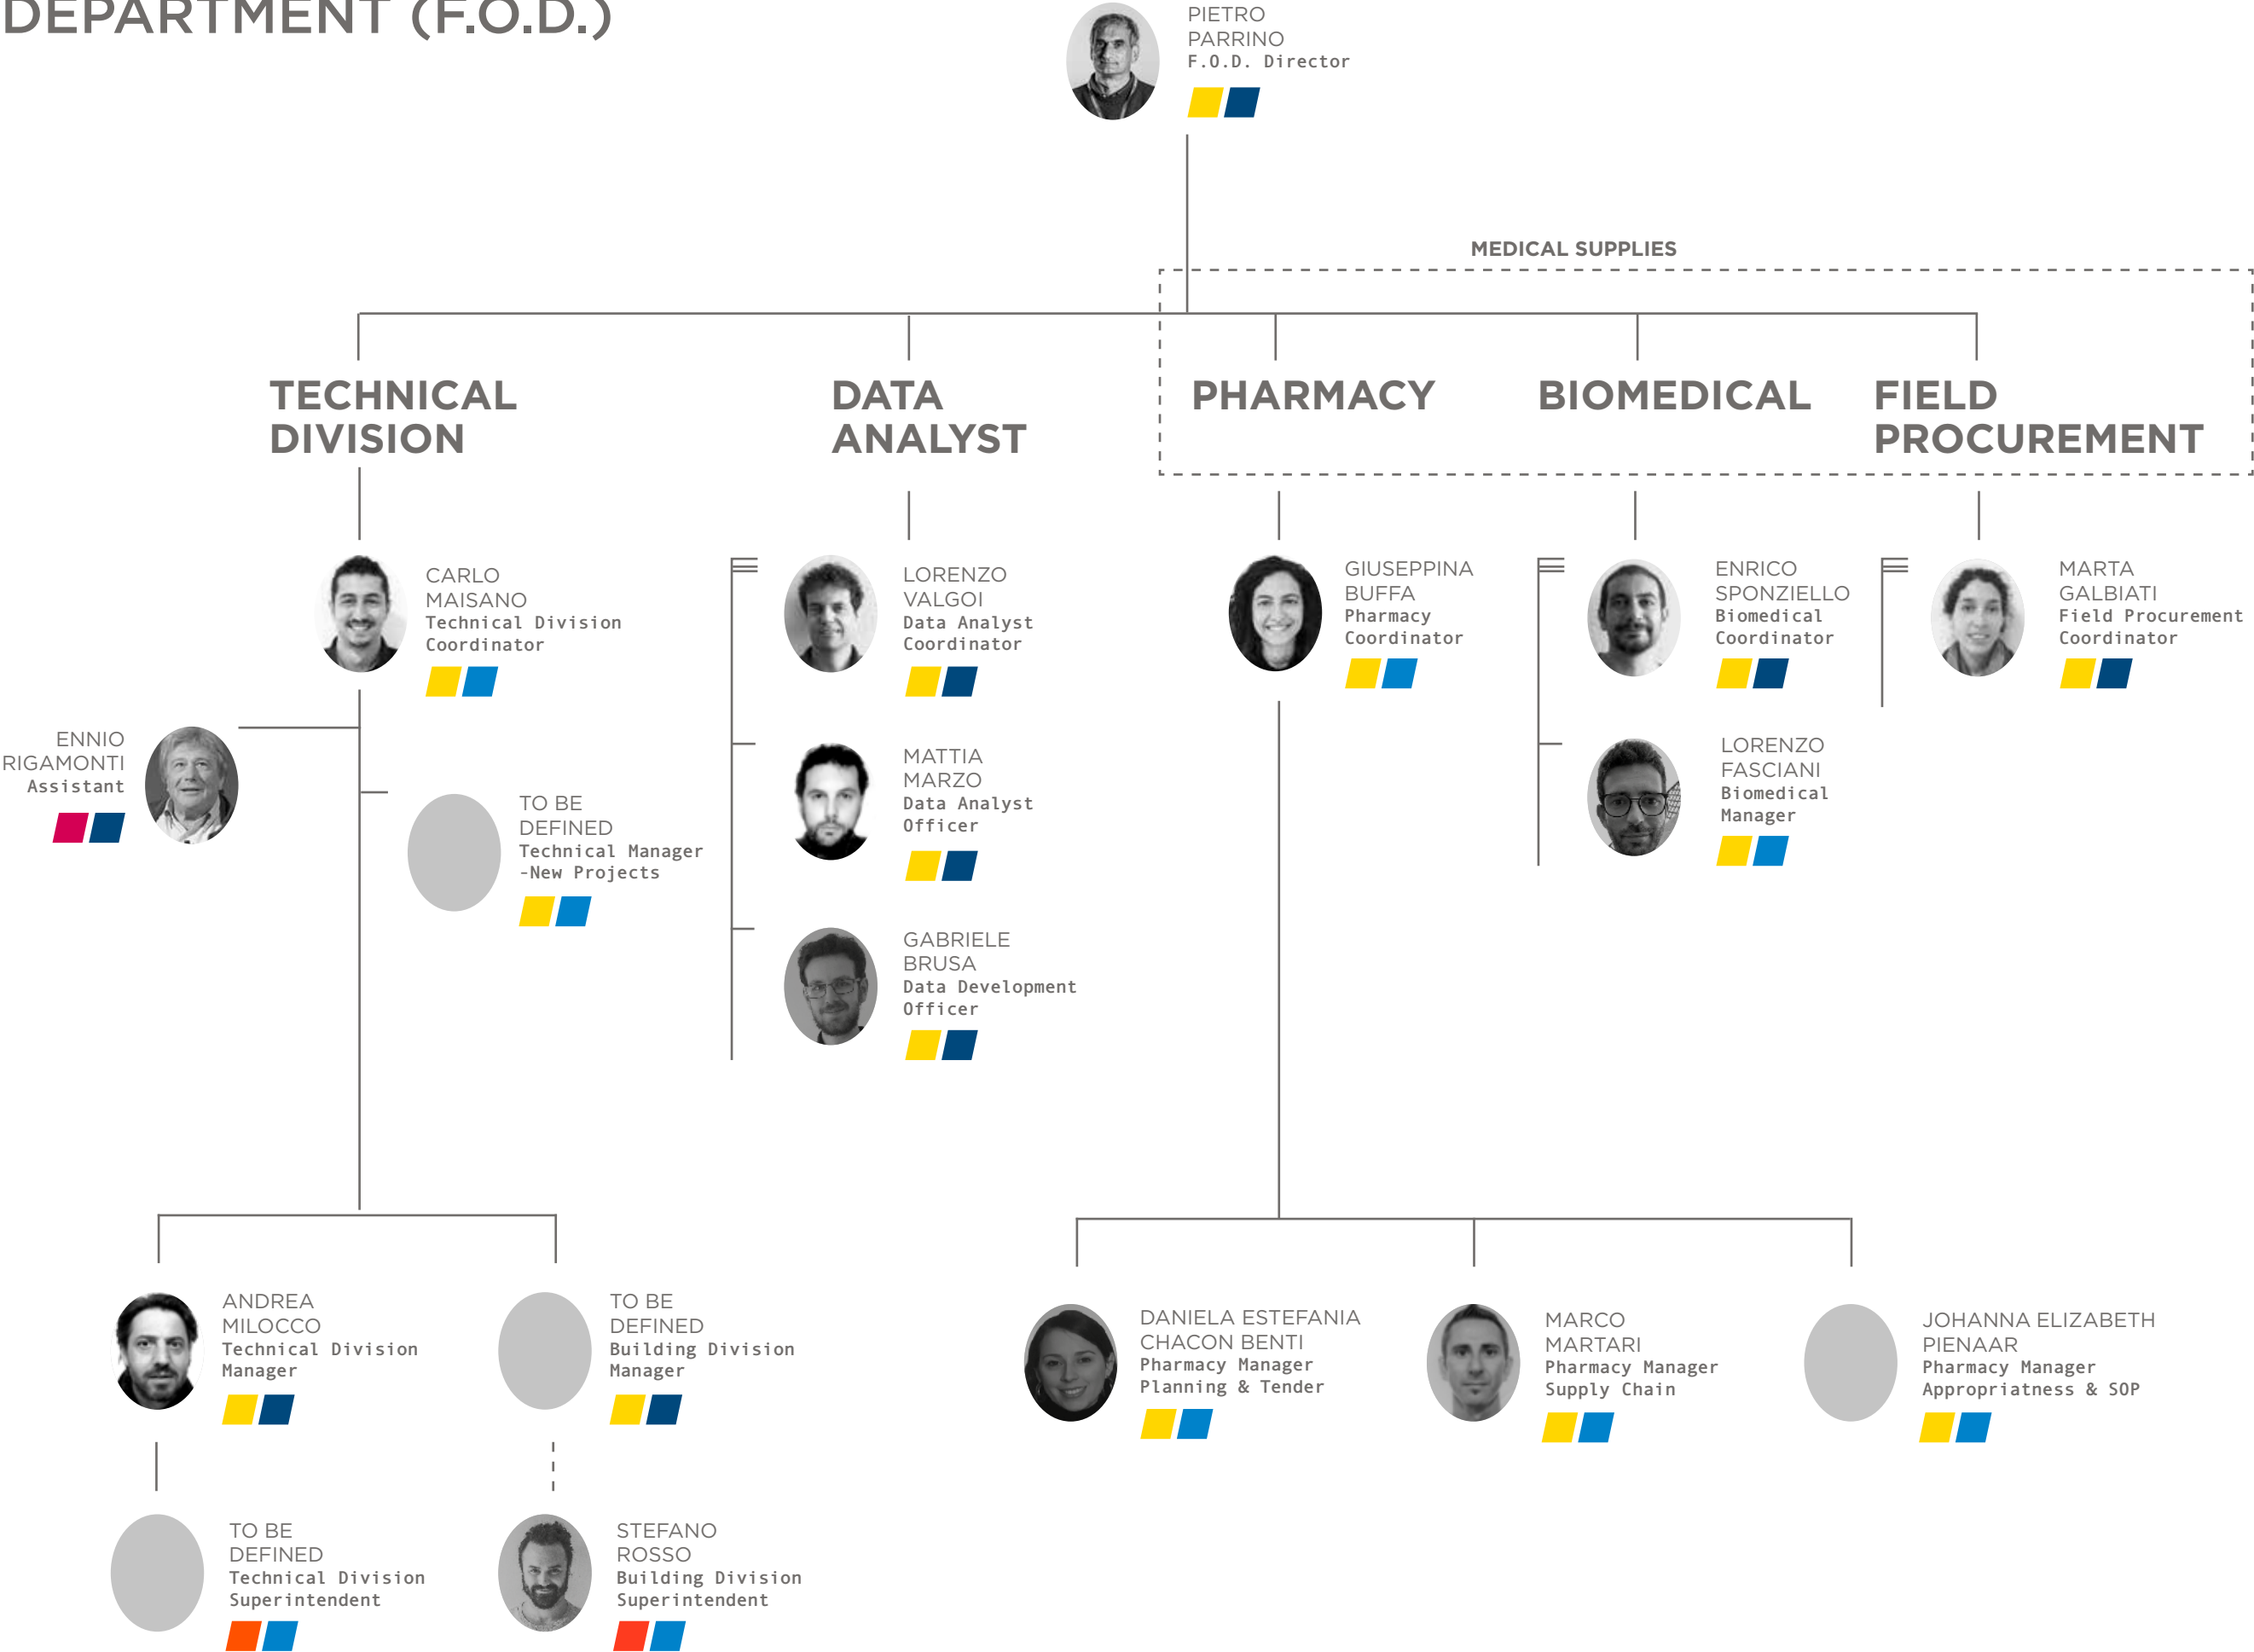 DEPARTMENT (F.O.D.)
PIETRO
PARRINO
F.O.D. Director
MEDICAL SUPPLIES
TECHNICAL
DIVISION
DATA
ANALYST
PHARMACY
BIOMEDICAL
FIELD
PROCUREMENT
CARLO
MAISANO
Technical Division
Coordinator
LORENZO
VALGOI
Data Analyst
Coordinator
GIUSEPPINA
BUFFA
Pharmacy
Coordinator
ENRICO
SPONZIELLO
Biomedical
Coordinator
MARTA
GALBIATI
Field Procurement
Coordinator
ENNIO
RIGAMONTI
Assistant
TO BE
DEFINED
Technical Manager
-New Projects
MATTIA
MARZO
Data Analyst
Officer
LORENZO
FASCIANI
Biomedical
Manager
GABRIELE
BRUSA
Data Development
Officer
ANDREA
MILOCCO
Technical Division
Manager
TO BE
DEFINED
Building Division
Manager
DANIELA ESTEFANIA
CHACON BENTI
Pharmacy Manager
Planning & Tender
MARCO
MARTARI
Pharmacy Manager
Supply Chain
JOHANNA ELIZABETH
PIENAAR
Pharmacy Manager
Appropriatness & SOP
TO BE
DEFINED
Technical Division
Superintendent
STEFANO
ROSSO
Building Division
Superintendent